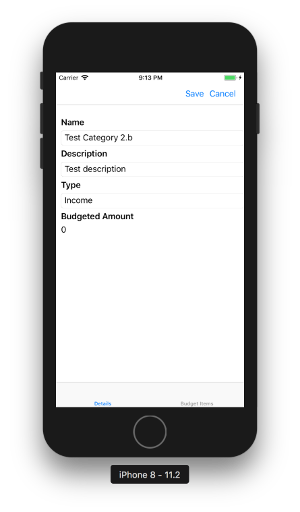 Carrier 9:13 PM
Save Cancel
Name
Test Category 2.b
Description
Test description
Type
Income
Budgeted Amount
0
Details Budget Items
iPhone 8 - 11.2